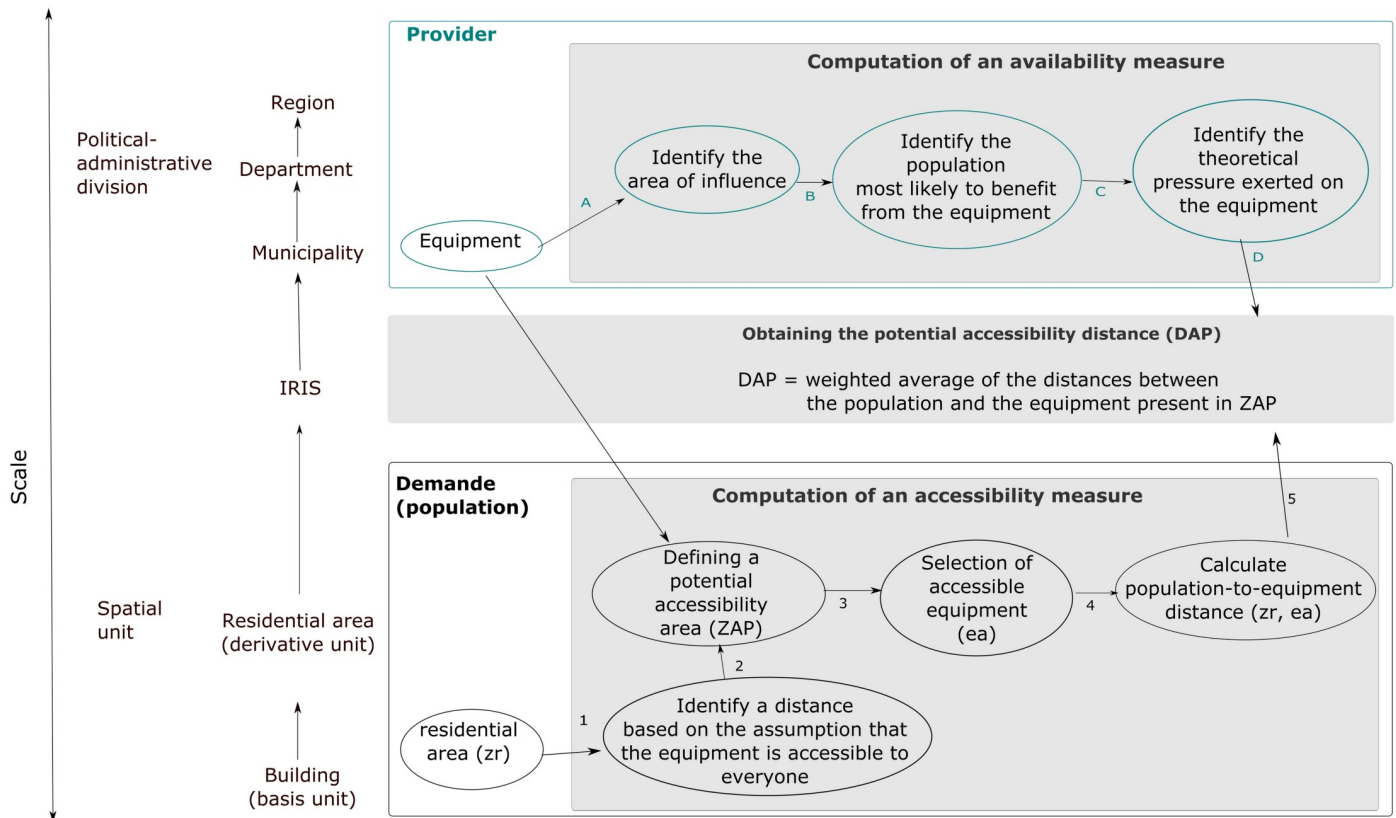 Scale
Political-
administrative
division
Spatial
unit
Region
Department
Municipality
IRIS
Residential area
(derivative unit)
Building
(basis unit)
Provider
Computation of an availability measure
Equipment
A
Identify the
area of influence
B
Identify the
population
most likely to benefit
from the equipment
C
Identify the
theoretical
pressure exerted on
the equipment
D
Obtaining the potential accessibility distance (DAP)
DAP = weighted average of the distances between
the population and the equipment present in ZAP
Demande
(population)
Computation of an accessibility measure
Defining a
potential
accessibility
area (ZAP)
3
Selection of
accessible
equipment
(ea)
4
Calculate
population-to-equipment
distance (zr, ea)
5
2
residential
area (zr)
1
Identify a distance
based on the assumption that
the equipment is accessible to
everyone